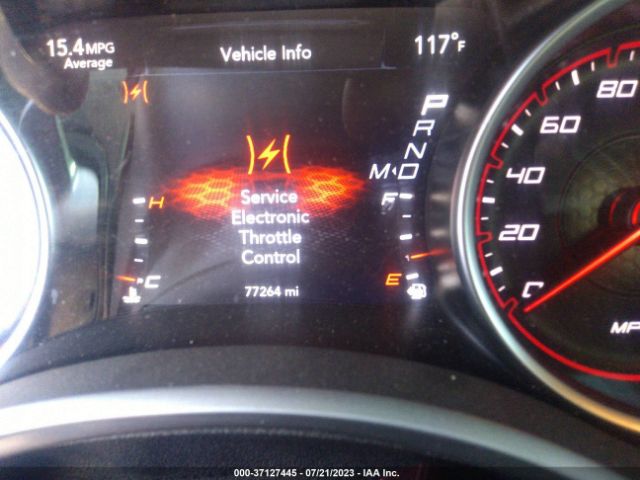 15.4MPG
Average
Vehicle Info
117°F
P
R
N
M◄D
Service
Electronic
Throttle
Control
77264 mi
H
C
F
E
80
60
40
20
MP
000-37127445 - 07/21/2023 - IAA Inc.